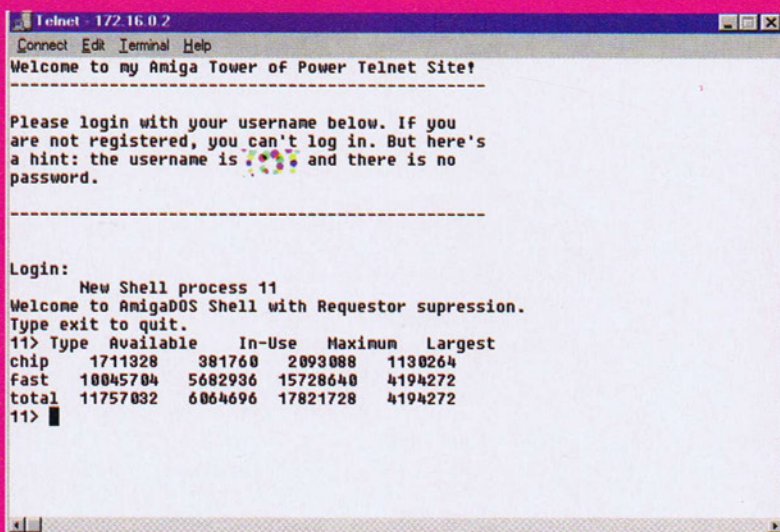 Telnet - 172.16.0.2
Connect Edit Terminal Help
Welcome to my Amiga Tower of Power Telnet Site!
------------------------------------------------
Please login with your username below. If you
are not registered, you can't log in. But here's
a hint: the username is and there is no
password.
------------------------------------------------
Login:
New Shell process 11
Welcome to AmigaDOS Shell with Requestor supression.
Type exit to quit.
11> Type Available In-Use Maximum Largest
chip 1711328 381760 2093088 1130264
fast 10045704 5682936 15728640 4194272
total 11757032 6064696 17821728 4194272
11>